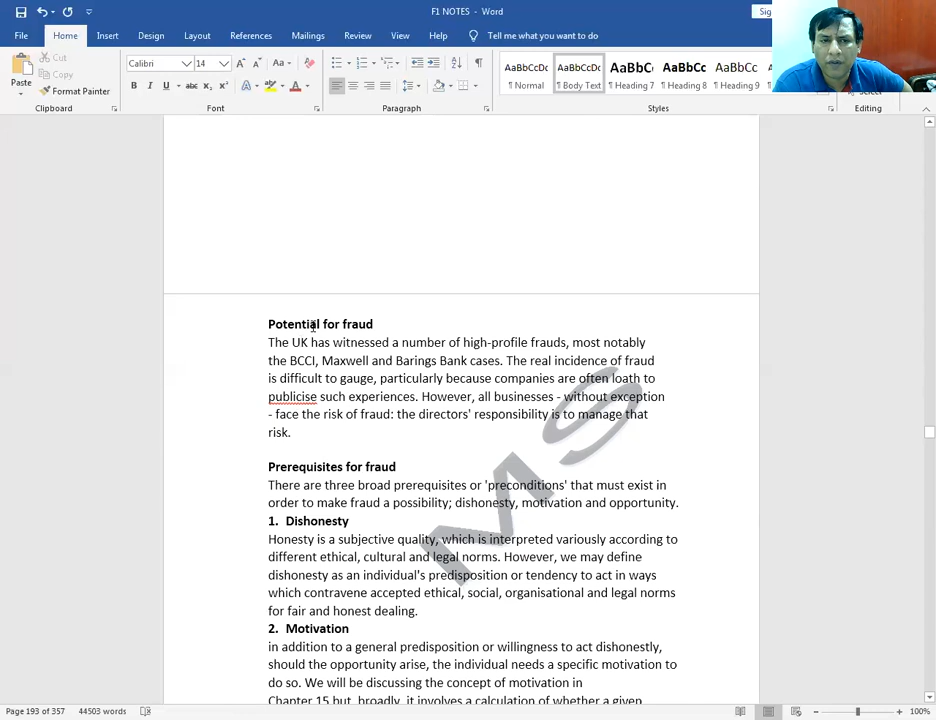 F1 NOTES - Word
Sig
File Home Insert Design Layout References Mailings Review View Help Tell me what you want to do
Paste
Cut
Copy
Format Painter
Clipboard
Calibri 14
Font
Paragraph
AaBbCcDc AaBbCcDc AaBbC AaBbCc AaBbCc
¶ Normal ¶ Body Text ¶ Heading 7 ¶ Heading 8 ¶ Heading 9
Styles
Select
Editing
Potential for fraud
The UK has witnessed a number of high-profile frauds, most notably
the BCCI, Maxwell and Barings Bank cases. The real incidence of fraud
is difficult to gauge, particularly because companies are often loath to
publicise such experiences. However, all businesses - without exception
- face the risk of fraud: the directors' responsibility is to manage that
risk.
Prerequisites for fraud
There are three broad prerequisites or 'preconditions' that must exist in
order to make fraud a possibility; dishonesty, motivation and opportunity.
1. Dishonesty
Honesty is a subjective quality, which is interpreted variously according to
different ethical, cultural and legal norms. However, we may define
dishonesty as an individual's predisposition or tendency to act in ways
which contravene accepted ethical, social, organisational and legal norms
for fair and honest dealing.
2. Motivation
in addition to a general predisposition or willingness to act dishonestly,
should the opportunity arise, the individual needs a specific motivation to
do so. We will be discussing the concept of motivation in
Chapter 15 but, broadly, it involves a calculation of whether a given
MS
Page 193 of 357 44503 words
100%